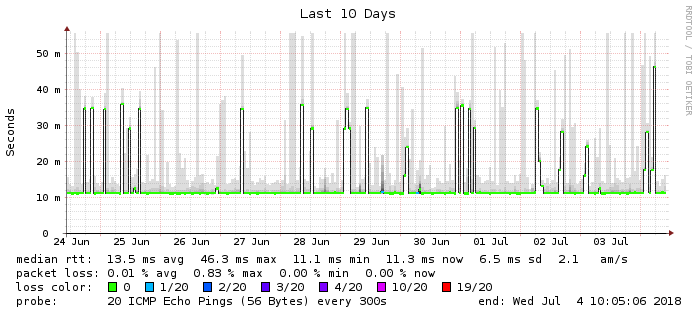 Last 10 Days
RRDTOOL / TOBI OETIKER
Seconds
50 m
40 m
30 m
20 m
10 m
0
24 Jun 25 Jun 26 Jun 27 Jun 28 Jun 29 Jun 30 Jun 01 Jul 02 Jul 03 Jul
median rtt: 13.5 ms avg 46.3 ms max 11.1 ms min 11.3 ms now 6.5 ms sd 2.1 am/s
packet loss: 0.01 % avg 0.83 % max 0.00 % min 0.00 % now
loss color: 0 1/20 2/20 3/20 4/20 10/20 19/20
probe: 20 ICMP Echo Pings (56 Bytes) every 300s end: Wed Jul 4 10:05:06 2018